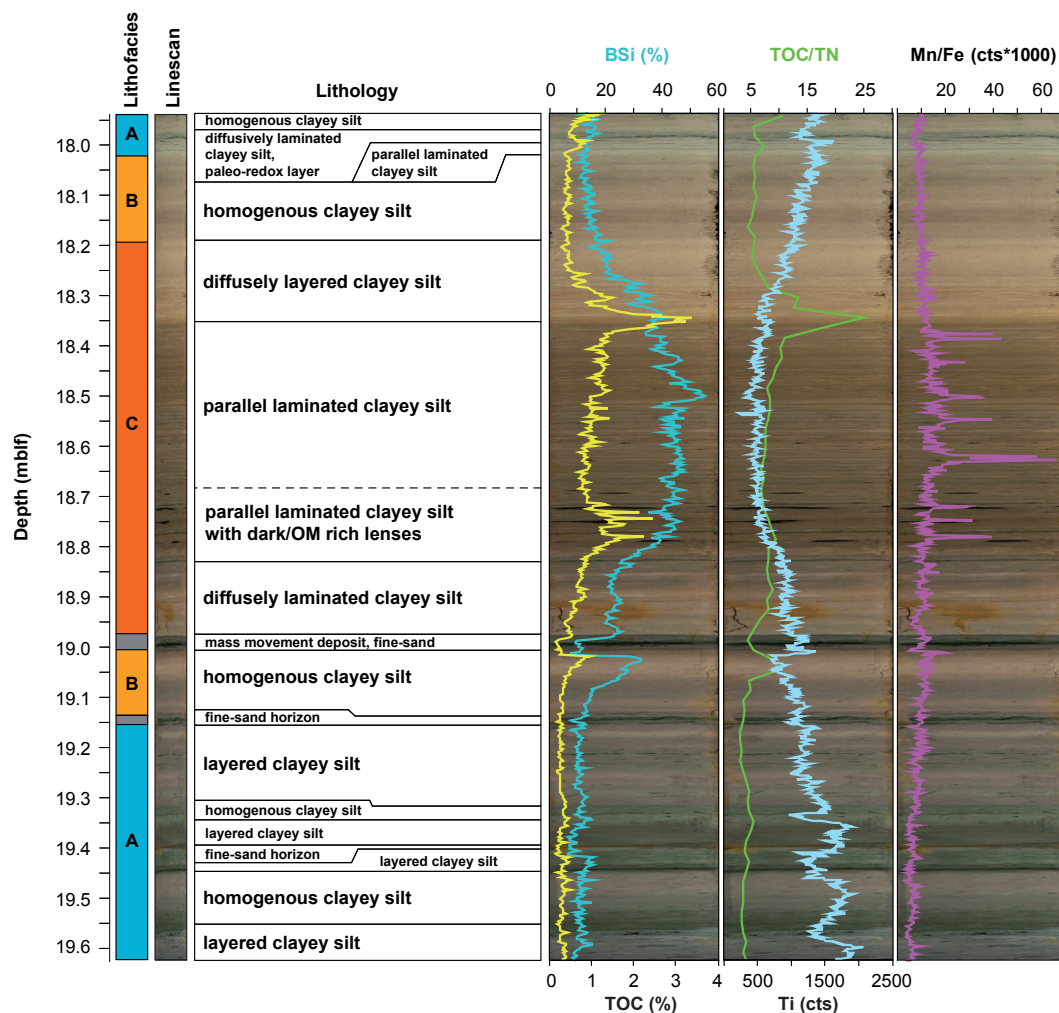 Lithofacies
Linescan
Lithology
BSi (%)
TOC/TN
Mn/Fe (cts*1000)
0 20 40 60
5 15 25
20 40 60
Depth (mblf)
18.0
18.1
18.2
18.3
18.4
18.5
18.6
18.7
18.8
18.9
19.0
19.1
19.2
19.3
19.4
19.5
19.6
A
B
C
B
A
homogenous clayey silt
diffusively laminated
clayey silt,
paleo-redox layer
parallel laminated
clayey silt
homogenous clayey silt
diffusely layered clayey silt
parallel laminated clayey silt
parallel laminated clayey silt
with dark/OM rich lenses
diffusely laminated clayey silt
mass movement deposit, fine-sand
homogenous clayey silt
fine-sand horizon
layered clayey silt
homogenous clayey silt
layered clayey silt
fine-sand horizon
layered clayey silt
homogenous clayey silt
layered clayey silt
0 1 2 3 4
500 1500 2500
TOC (%)
Ti (cts)